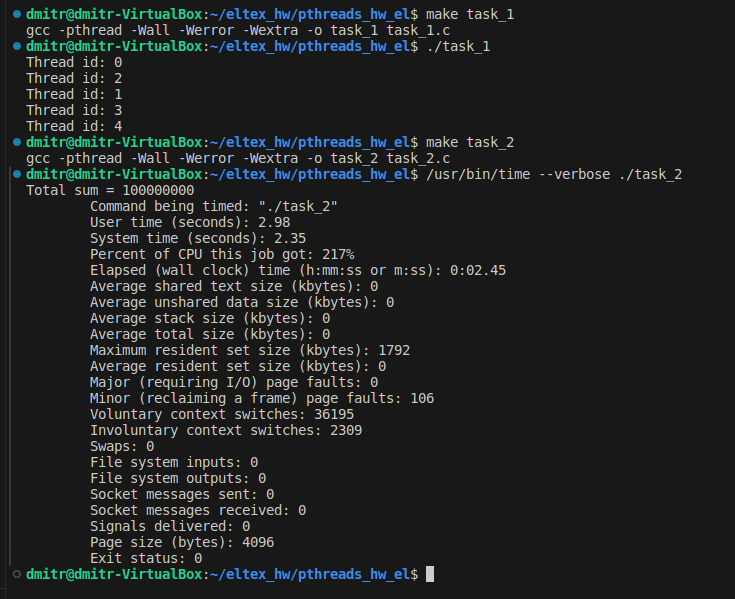 dmitr@dmitr-VirtualBox:~/eltex_hw/pthreads_hw_el$ make task_1
gcc -pthread -Wall -Werror -Wextra -o task_1 task_1.c
dmitr@dmitr-VirtualBox:~/eltex_hw/pthreads_hw_el$ ./task_1
Thread id: 0
Thread id: 2
Thread id: 1
Thread id: 3
Thread id: 4
dmitr@dmitr-VirtualBox:~/eltex_hw/pthreads_hw_el$ make task_2
gcc -pthread -Wall -Werror -Wextra -o task_2 task_2.c
dmitr@dmitr-VirtualBox:~/eltex_hw/pthreads_hw_el$ /usr/bin/time --verbose ./task_2
Total sum = 100000000
Command being timed: "./task_2"
User time (seconds): 2.98
System time (seconds): 2.35
Percent of CPU this job got: 217%
Elapsed (wall clock) time (h:mm:ss or m:ss): 0:02.45
Average shared text size (kbytes): 0
Average unshared data size (kbytes): 0
Average stack size (kbytes): 0
Average total size (kbytes): 0
Maximum resident set size (kbytes): 1792
Average resident set size (kbytes): 0
Major (requiring I/O) page faults: 0
Minor (reclaiming a frame) page faults: 106
Voluntary context switches: 36195
Involuntary context switches: 2309
Swaps: 0
File system inputs: 0
File system outputs: 0
Socket messages sent: 0
Socket messages received: 0
Signals delivered: 0
Page size (bytes): 4096
Exit status: 0
dmitr@dmitr-VirtualBox:~/eltex_hw/pthreads_hw_el$